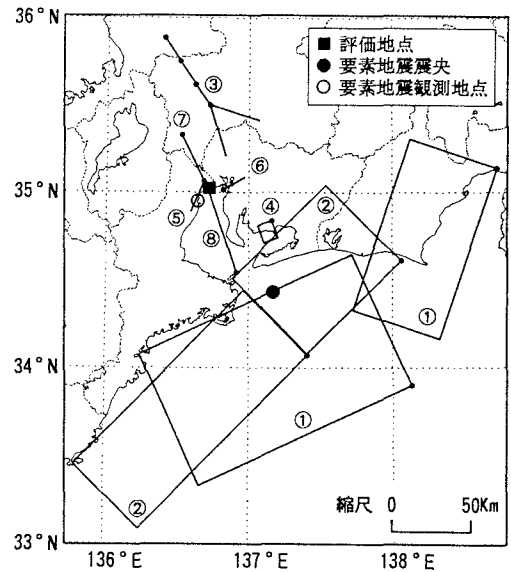 36°N
■ 評価地点
● 要素地震震央
○ 要素地震観測地点
③
⑦
⑥
35°N
④
②
⑤
⑧
①
34°N
①
②
縮尺 0 50Km
33°N
136°E 137°E 138°E